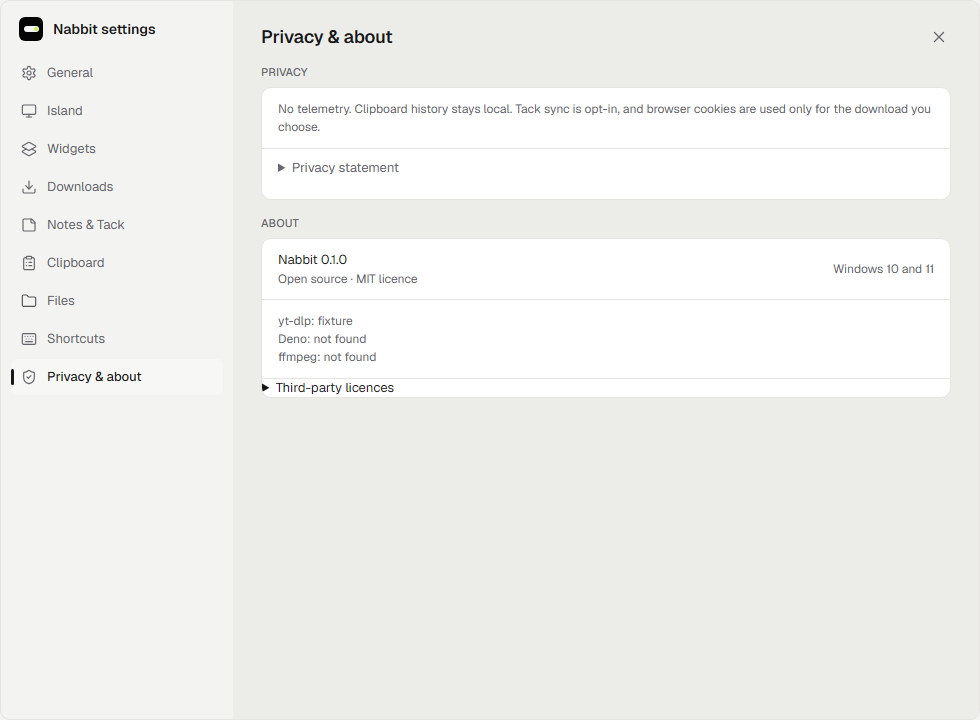 Nabbit settings
General
Island
Widgets
Downloads
Notes & Tack
Clipboard
Files
Shortcuts
Privacy & about
Privacy & about
PRIVACY
No telemetry. Clipboard history stays local. Tack sync is opt-in, and browser cookies are used only for the download you
choose.
Privacy statement
ABOUT
Nabbit 0.1.0
Open source · MIT licence
Windows 10 and 11
yt-dlp: fixture
Deno: not found
ffmpeg: not found
Third-party licences